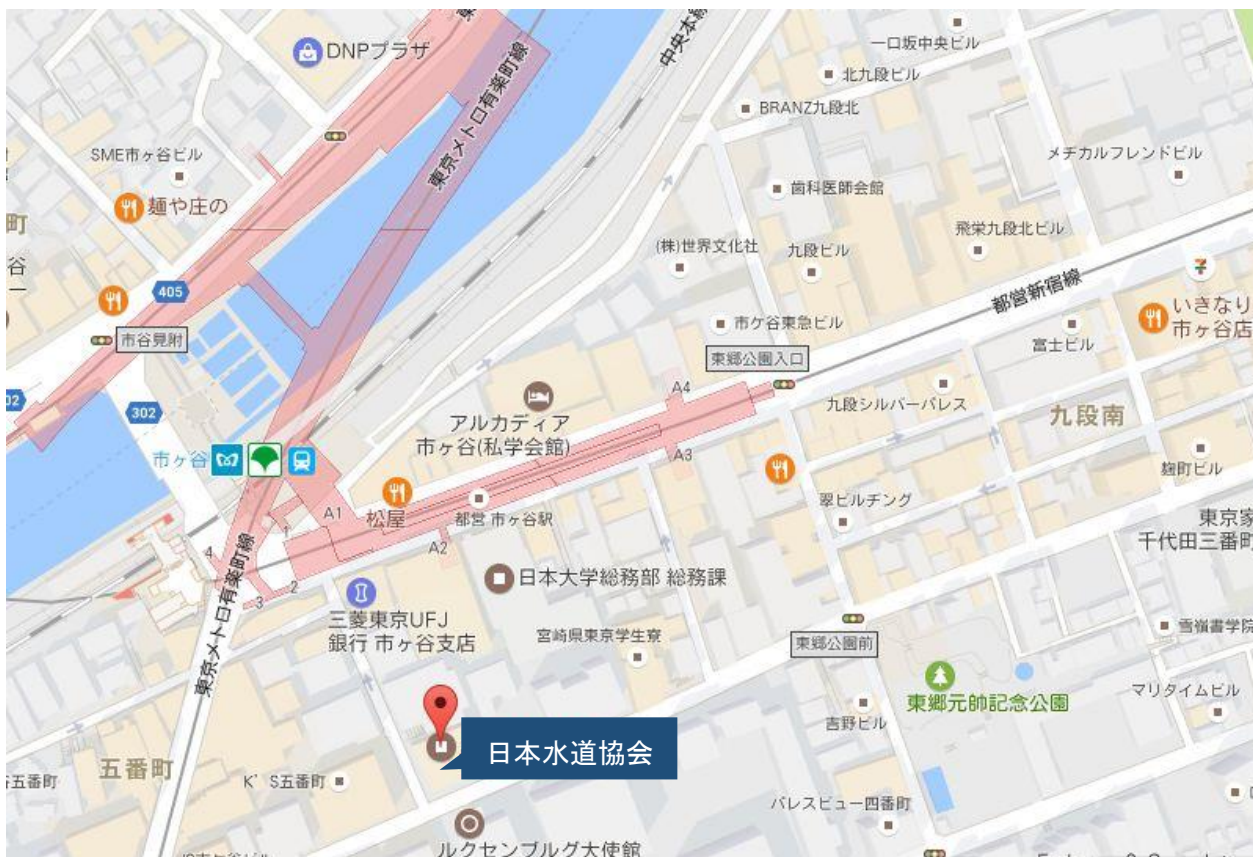 DNPプラザ
東京メトロ有楽町線
中央本線
一口坂中央ビル
北九段ビル
BRANZ九段北
SME市ヶ谷ビル
メヂカルフレンドビル
麺や庄の
町
歯科医師会館
谷
(株)世界文化社
九段ビル
飛栄九段北ビル
405
都営新宿線
いきなり
市ヶ谷店
市谷見附
市ケ谷東急ビル
富士ビル
東郷公園入口
A4
302
アルカディア
市ヶ谷(私学会館)
九段シルバーパレス
九段南
市ヶ谷
A3
麹町ビル
松屋
A1
都営 市ヶ谷駅
翠ビルヂング
東京家
千代田三番町
1
A2
4
2
3
日本大学総務部 総務課
三菱東京UFJ
銀行 市ヶ谷支店
宮崎県東京学生寮
東京メトロ有楽町線
東郷公園前
雪嶺書学院
東郷元帥記念公園
マリタイムビル
吉野ビル
日本水道協会
五番町
五番町
K'S五番町
パレスビュー四番町
ルクセンブルグ大使館